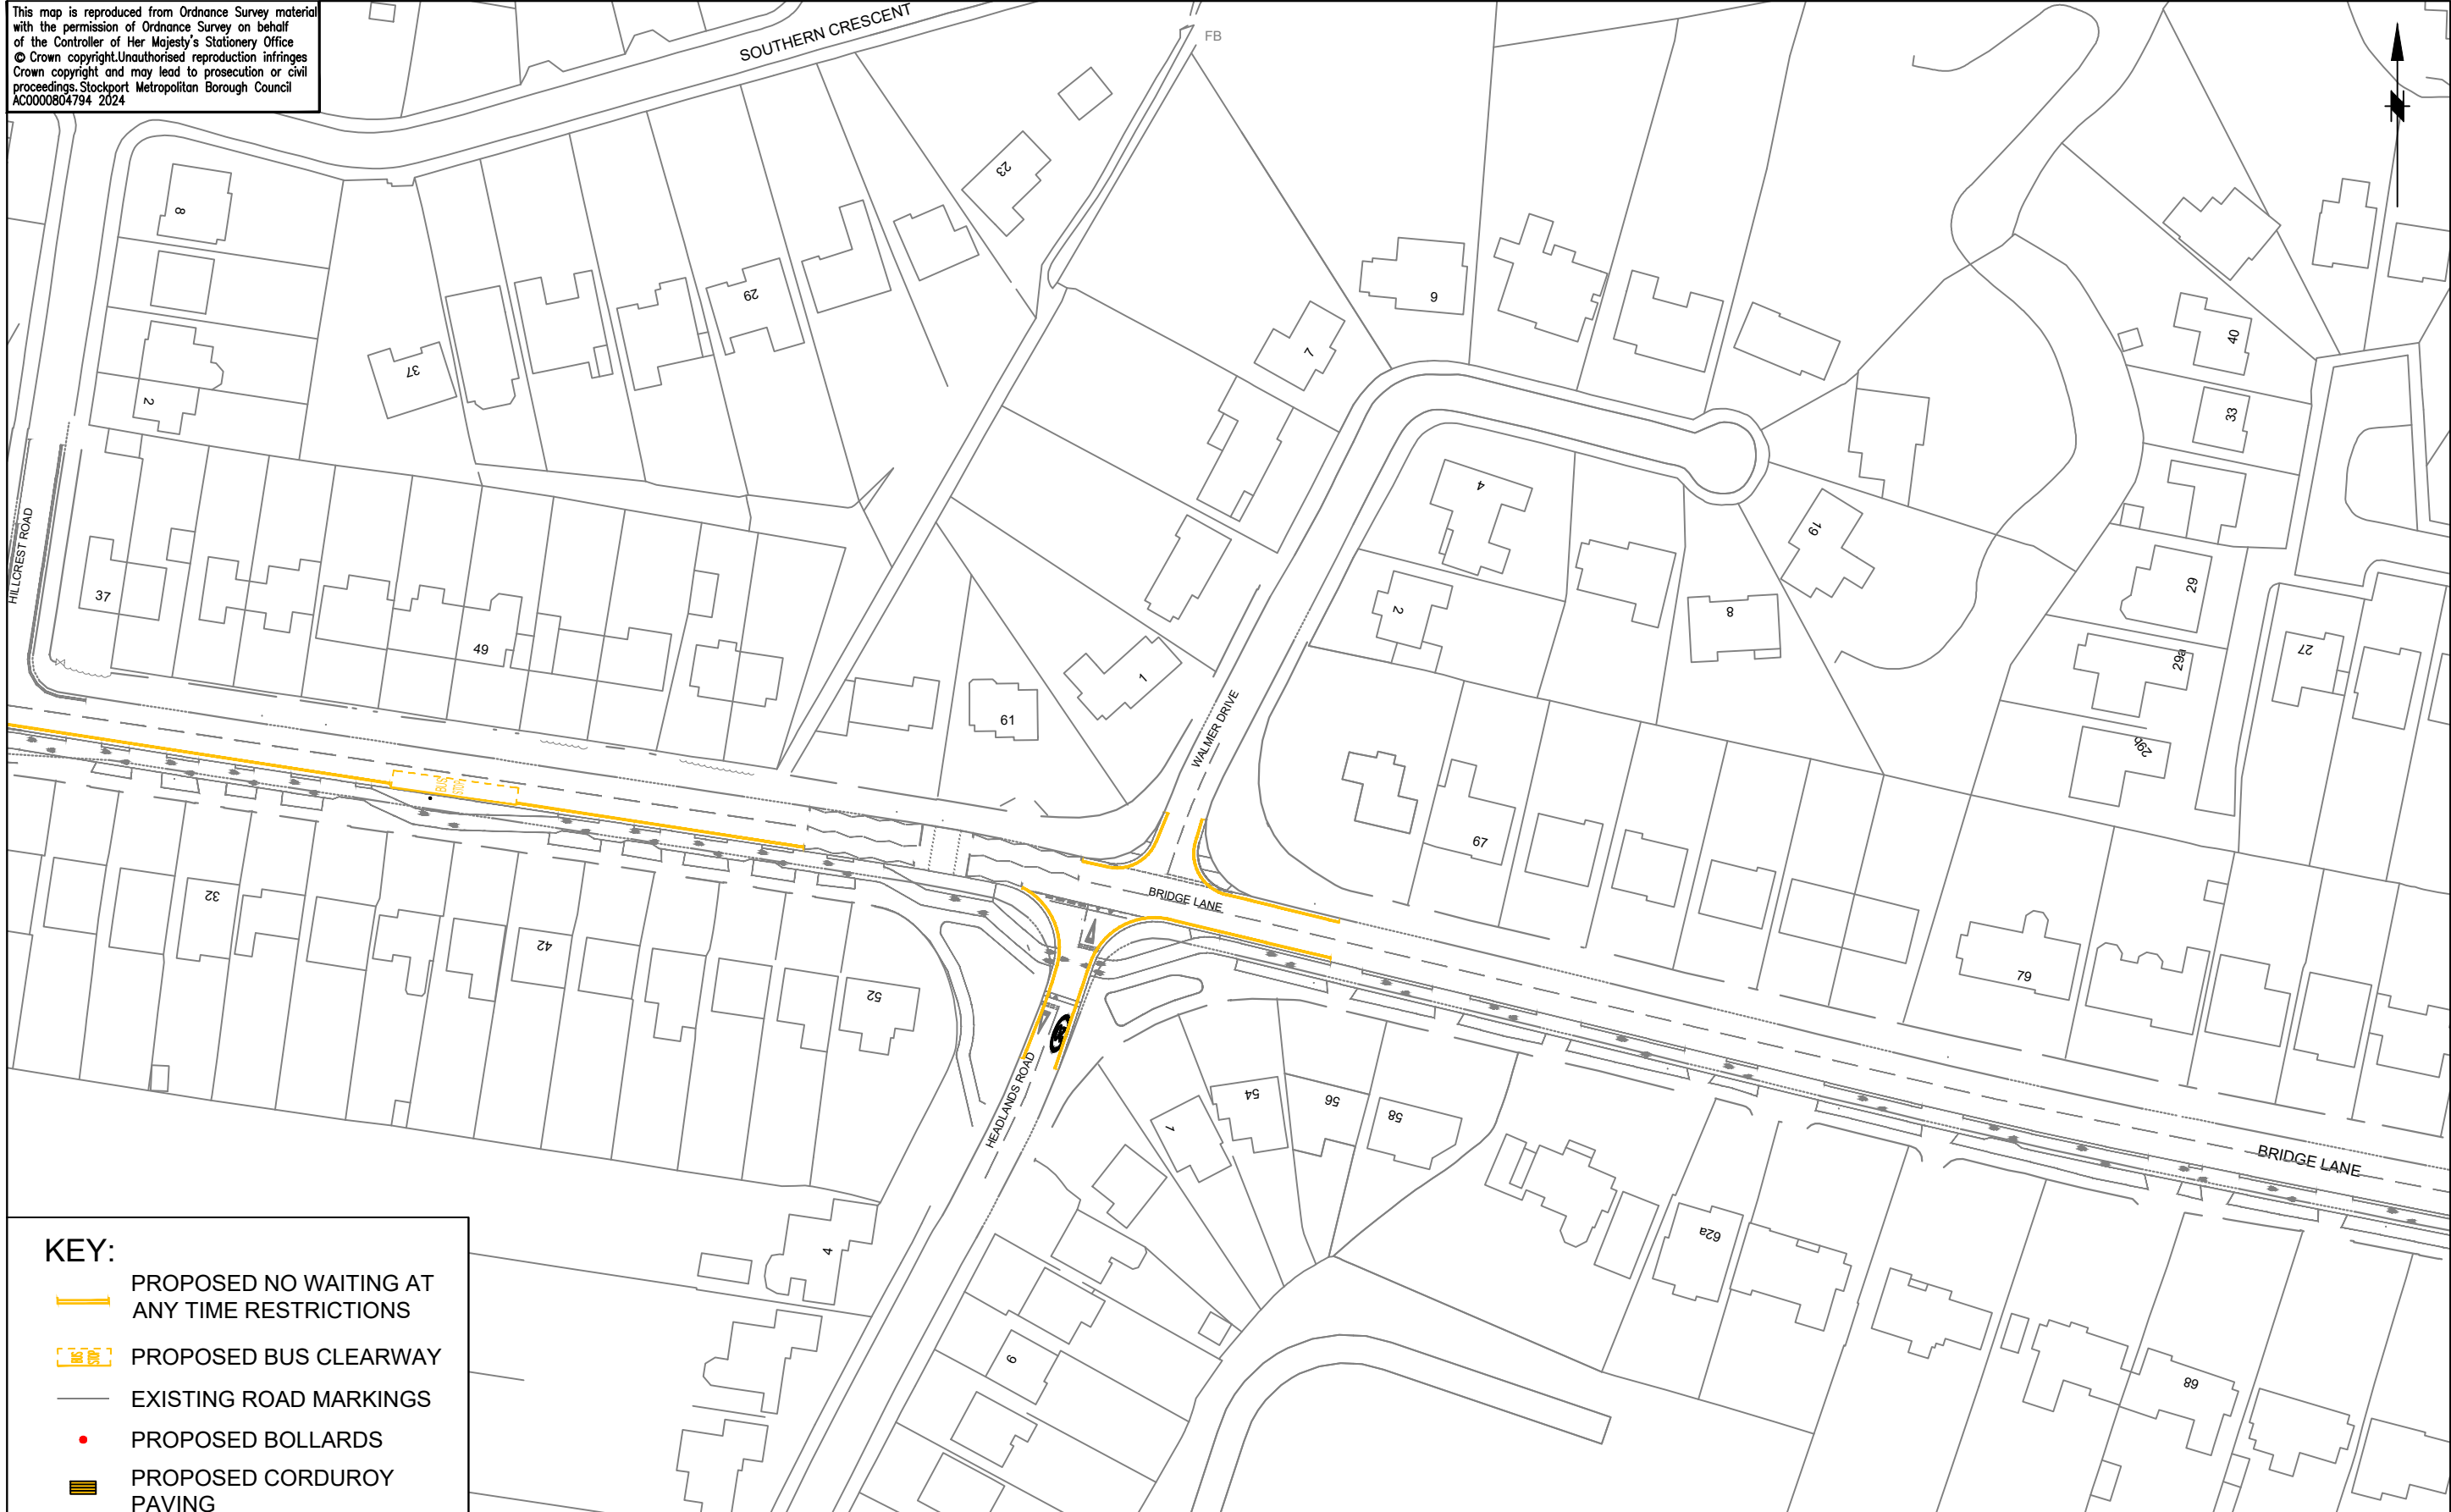 This map is reproduced from Ordnance Survey material
with the permission of Ordnance Survey on behalf
of the Controller of Her Majesty's Stationery Office
© Crown copyright.Unauthorised reproduction infringes
Crown copyright and may lead to prosecution or civil
proceedings. Stockport Metropolitan Borough Council
AC0000804794 2024
SOUTHERN CRESCENT
FB
N
8
23
29
6
7
37
2
40
33
4
19
HILLCREST ROAD
37
49
2
8
29
29a
27
61
1
WALMER DRIVE
29b
BUS
STOP
67
BRIDGE LANE
32
42
52
79
HEADLANDS ROAD
54
56
58
1
BRIDGE LANE
62a
4
9
68
KEY:
PROPOSED NO WAITING AT
ANY TIME RESTRICTIONS
BUS
STOP
PROPOSED BUS CLEARWAY
EXISTING ROAD MARKINGS
PROPOSED BOLLARDS
PROPOSED CORDUROY
PAVING